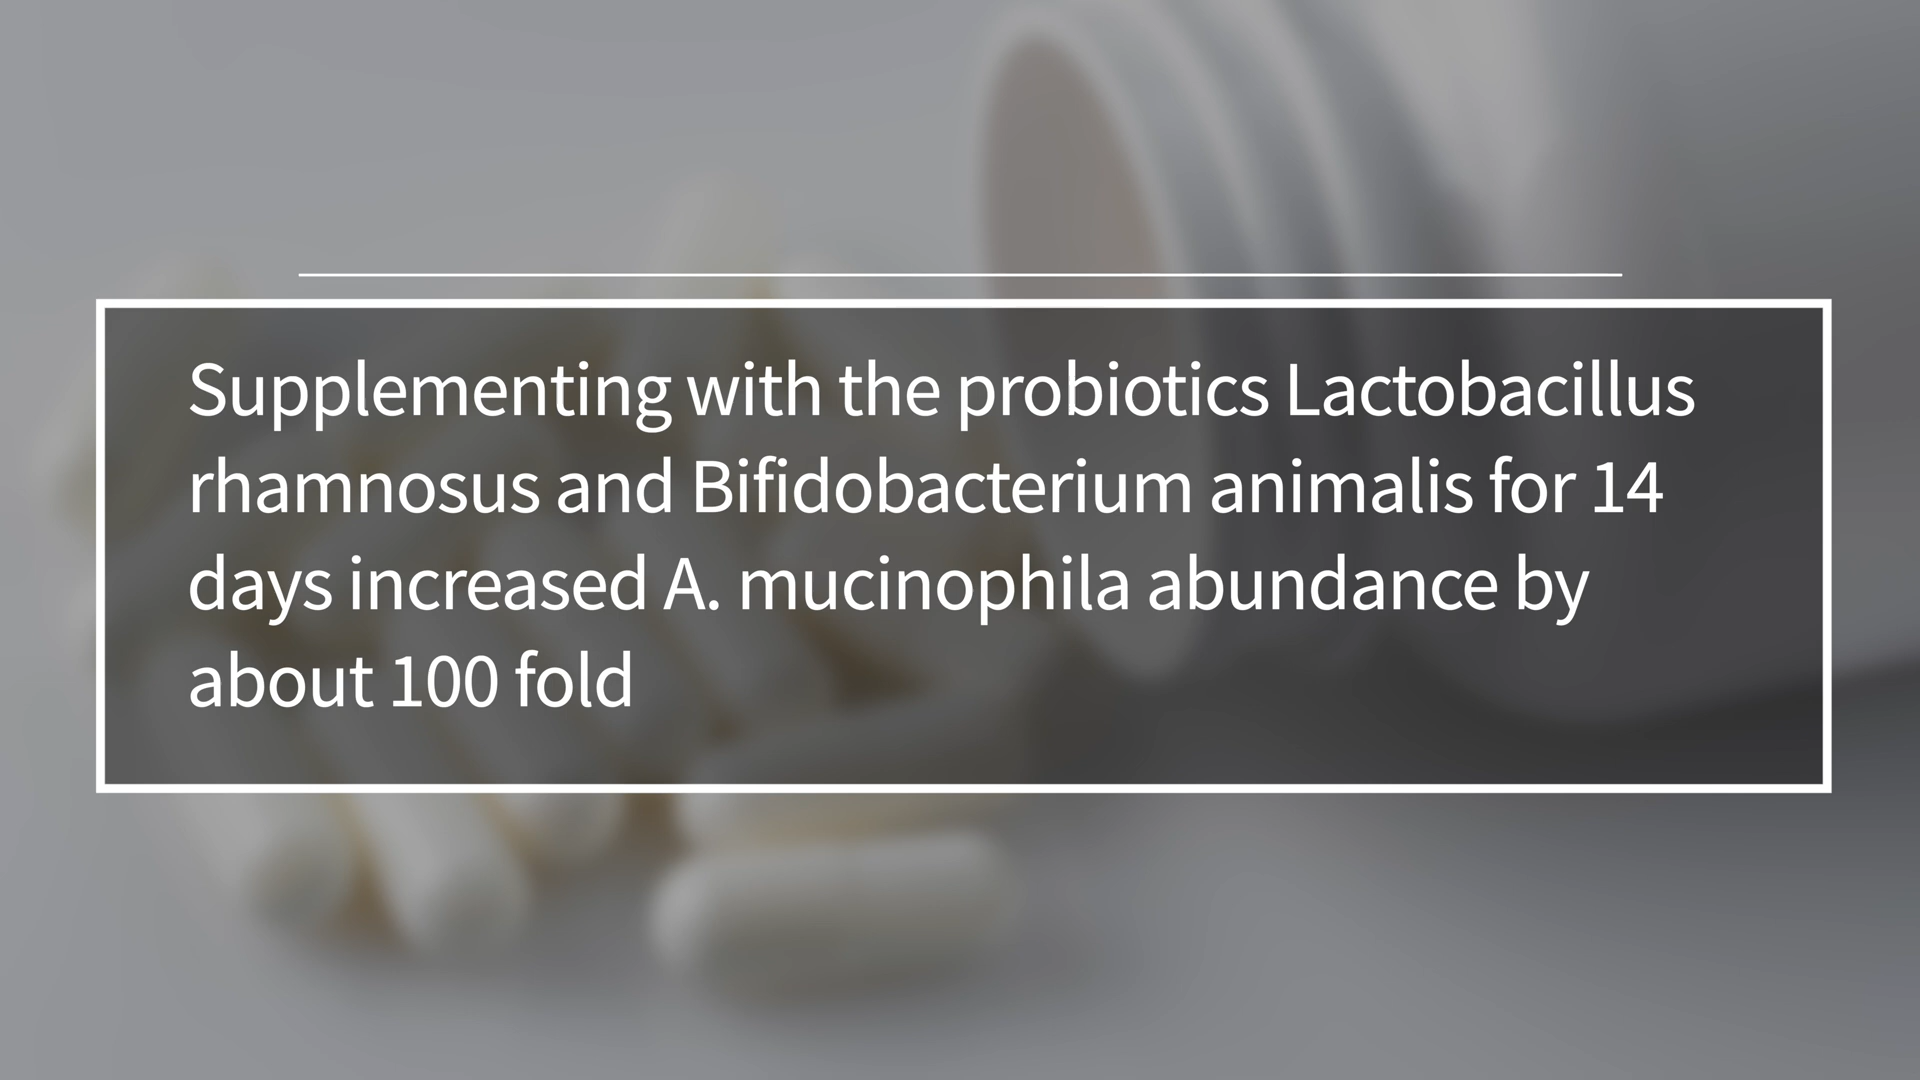 Supplementing with the probiotics Lactobacillus
rhamnosus and Bifidobacterium animalis for 14
days increased A. mucinophila abundance by
about 100 fold